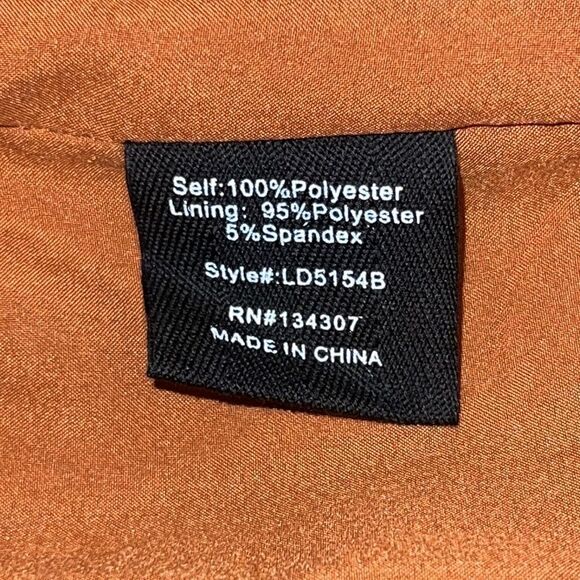 Self:100%Polyester
Lining: 95%Polyester
5%Spandex
Style#:LD5154B
RN#134307
MADE IN CHINA